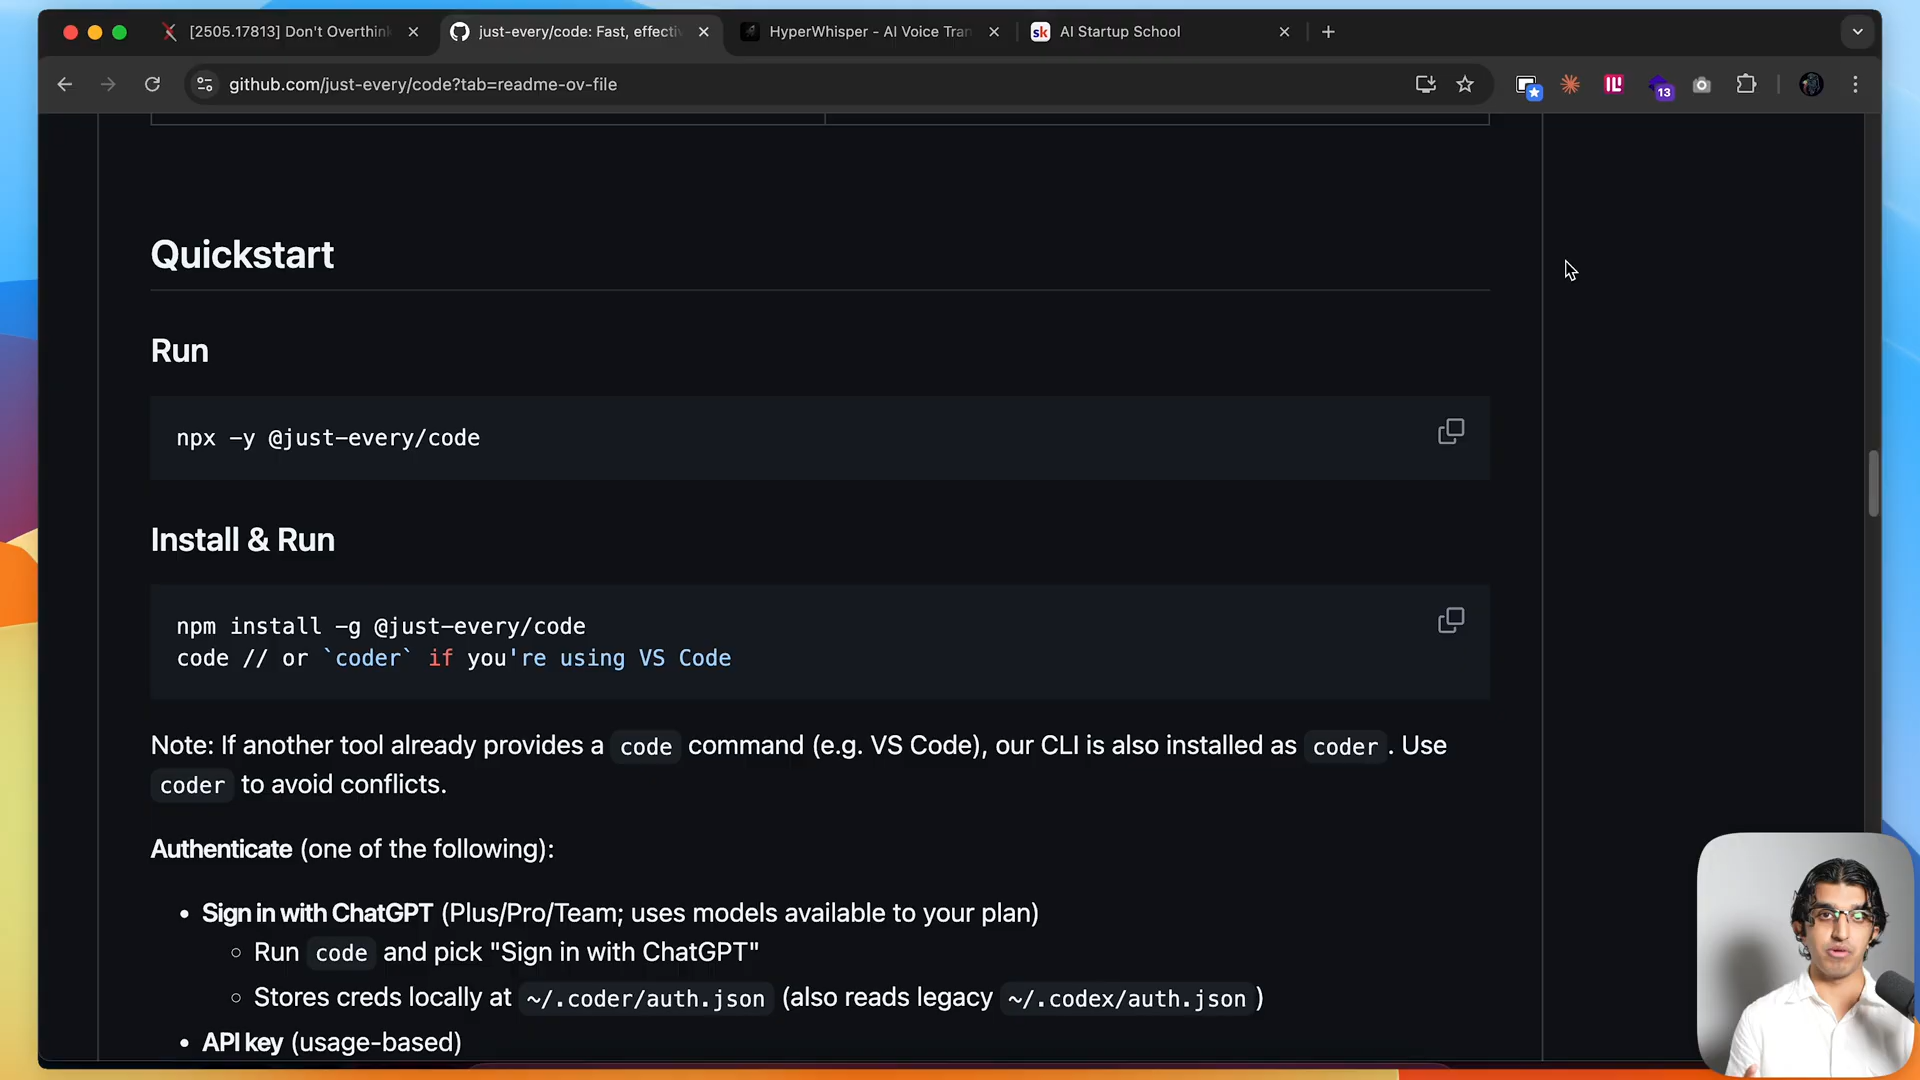 [2505.17813] Don't Overthin
just-every/code: Fast, effecti
HyperWhisper - AI Voice Tran
sk AI Startup School
github.com/just-every/code?tab=readme-ov-file
13
Quickstart
Run
npx -y @just-every/code
Install & Run
npm install -g @just-every/code
code // or `coder` if you're using VS Code
Note: If another tool already provides a code command (e.g. VS Code), our CLI is also installed as coder . Use
coder to avoid conflicts.
Authenticate (one of the following):
• Sign in with ChatGPT (Plus/Pro/Team; uses models available to your plan)
○ Run code and pick "Sign in with ChatGPT"
○ Stores creds locally at ~/.coder/auth.json (also reads legacy ~/.codex/auth.json )
• API key (usage-based)